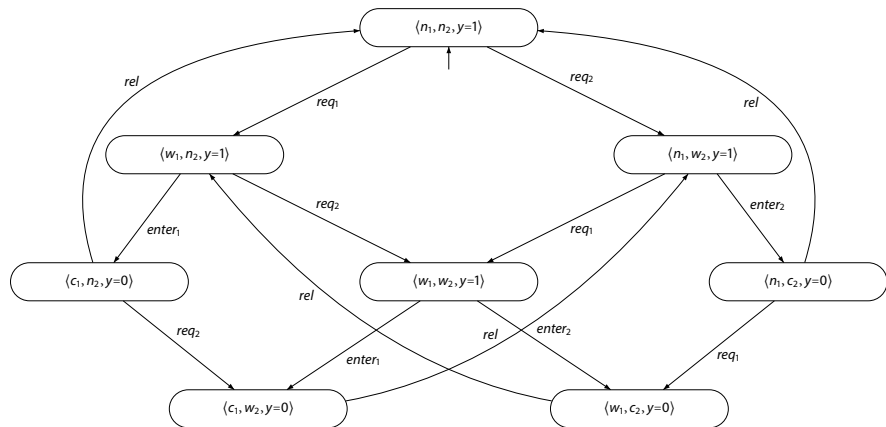 ⟨n₁, n₂, y=1⟩
rel
req₁
req₂
rel
⟨w₁, n₂, y=1⟩
⟨n₁, w₂, y=1⟩
enter₁
req₂
req₁
enter₂
⟨c₁, n₂, y=0⟩
⟨w₁, w₂, y=1⟩
⟨n₁, c₂, y=0⟩
rel
req₂
enter₁
rel
enter₂
req₁
⟨c₁, w₂, y=0⟩
⟨w₁, c₂, y=0⟩